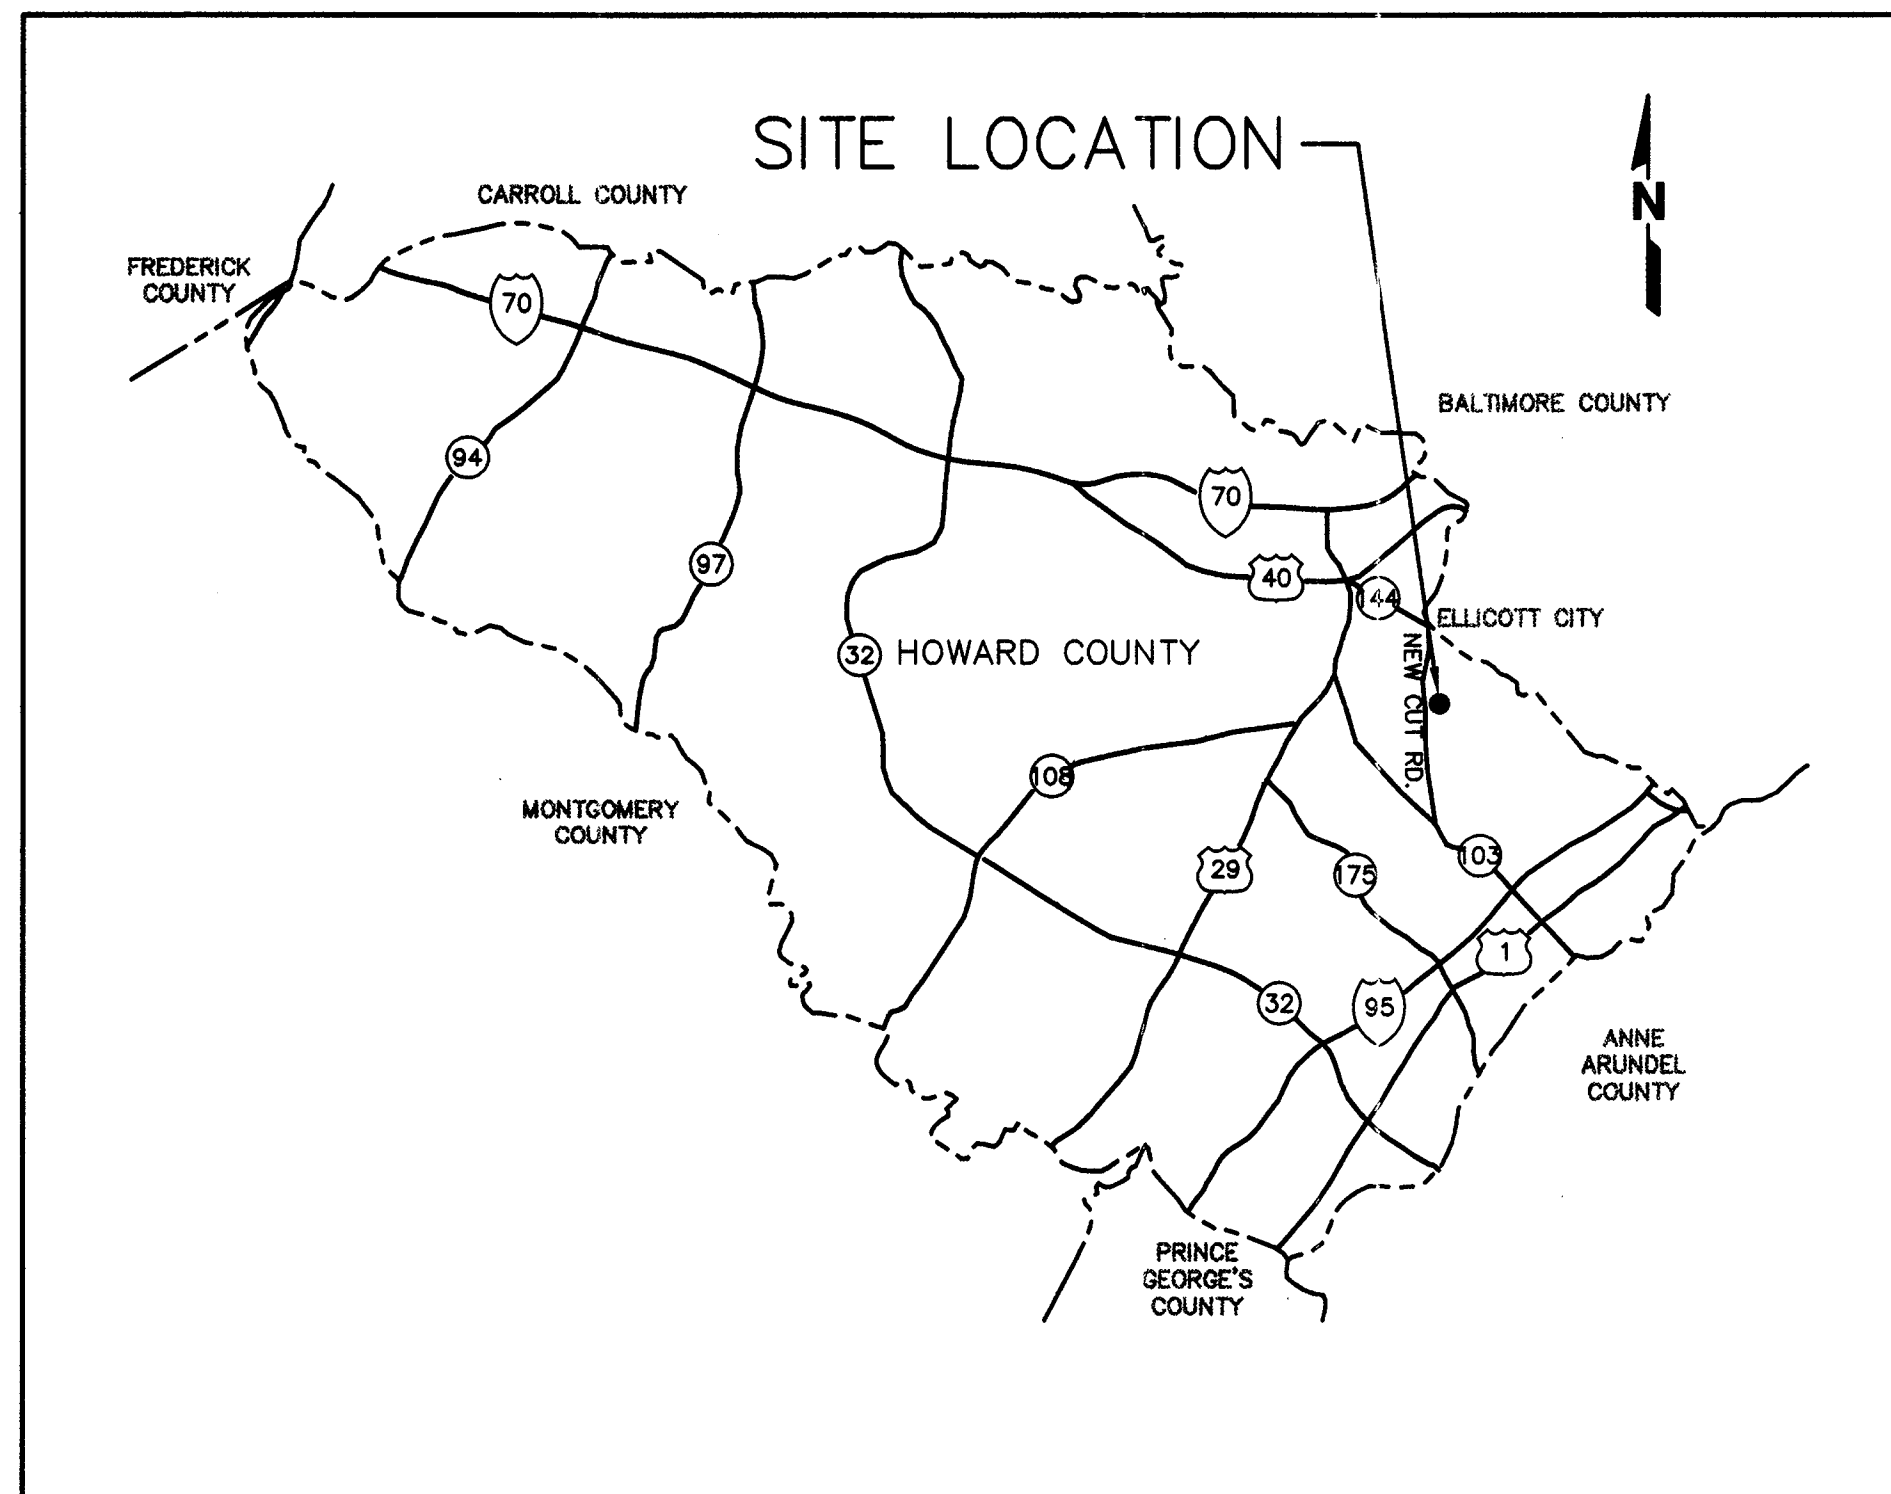 SITE LOCATION
N
CARROLL COUNTY
FREDERICK
COUNTY
70
BALTIMORE COUNTY
94
70
97
40
144
ELLICOTT CITY
32
HOWARD COUNTY
NEW CUT RD.
108
MONTGOMERY
COUNTY
29
175
103
1
32
95
ANNE
ARUNDEL
COUNTY
PRINCE
GEORGE'S
COUNTY